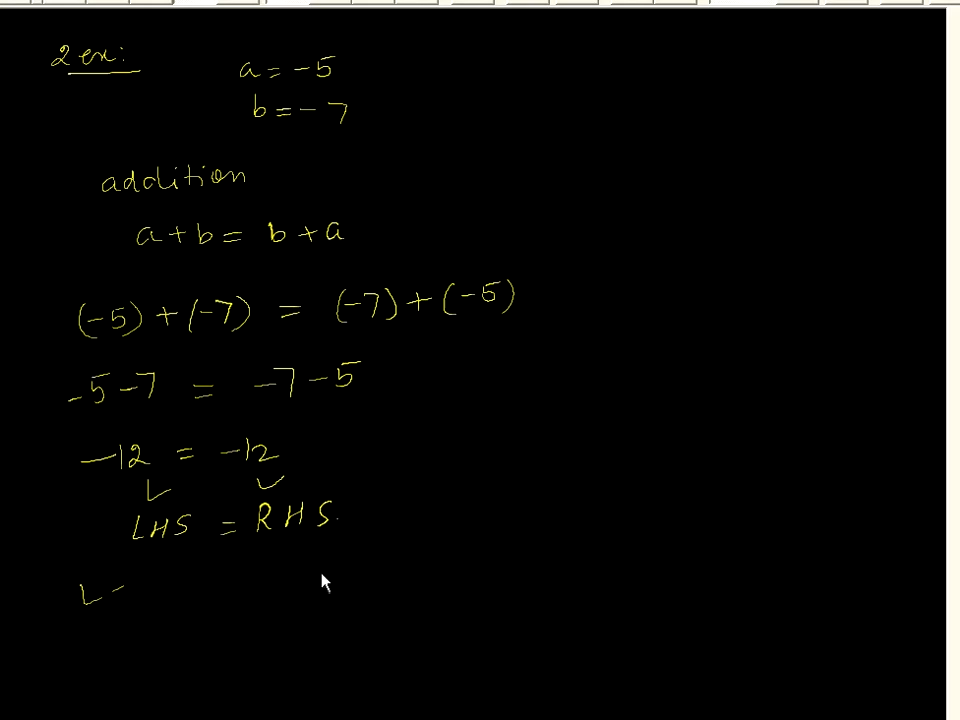 2 ex:
a = -5
b = - 7
addition
a + b = b + a
(-5) + (-7) = (-7) + (-5)
-5 - 7 = -7 - 5
-12 = -12
LHS = RHS.